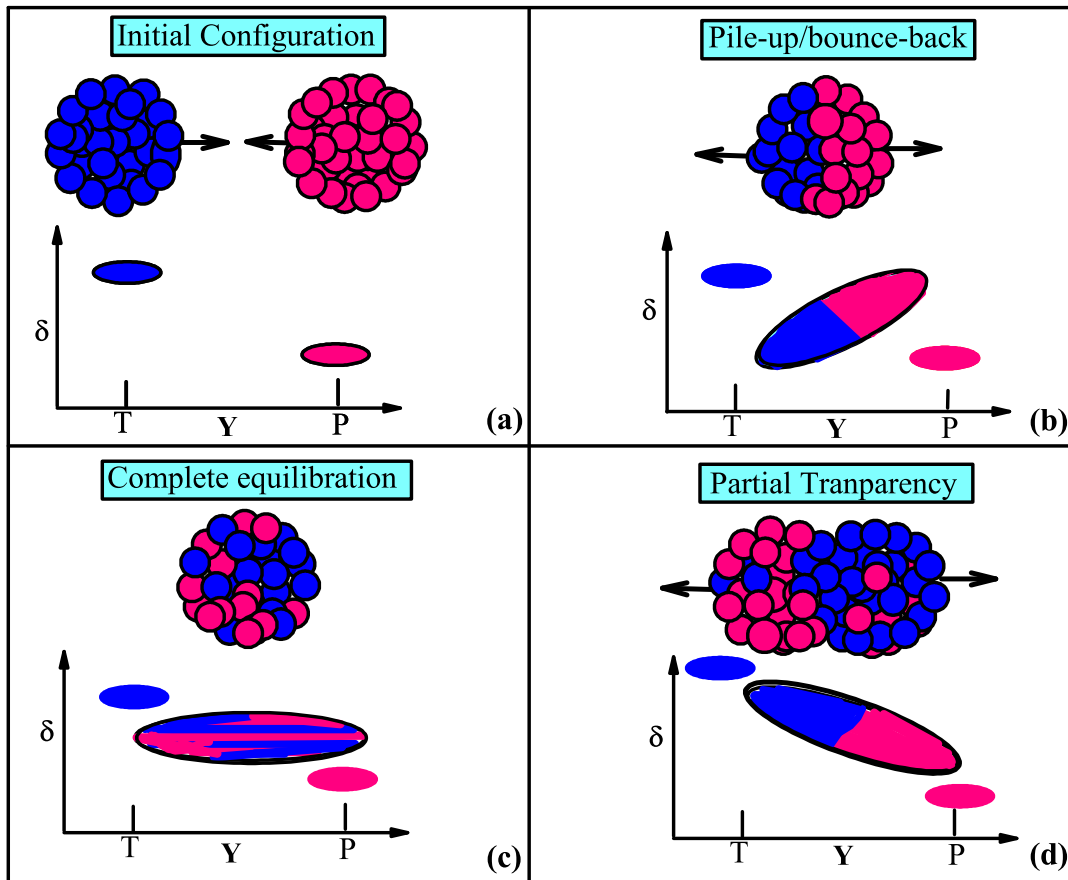 Initial Configuration
δ
T
Y
P
(a)
Pile-up/bounce-back
δ
T
Y
P
(b)
Complete equilibration
δ
T
Y
P
(c)
Partial Tranparency
δ
T
Y
P
(d)